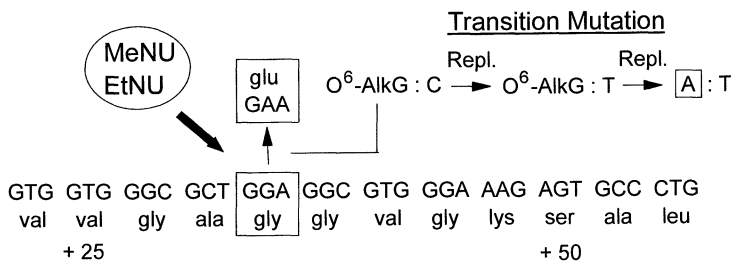 Transition Mutation
MeNU
EtNU
glu
GAA
O⁶-AlkG : C Repl. O⁶-AlkG : T Repl. A : T
GTG GTG GGC GCT GGA GGC GTG GGA AAG AGT GCC CTG
val val gly ala gly gly val gly lys ser ala leu
+ 25 + 50